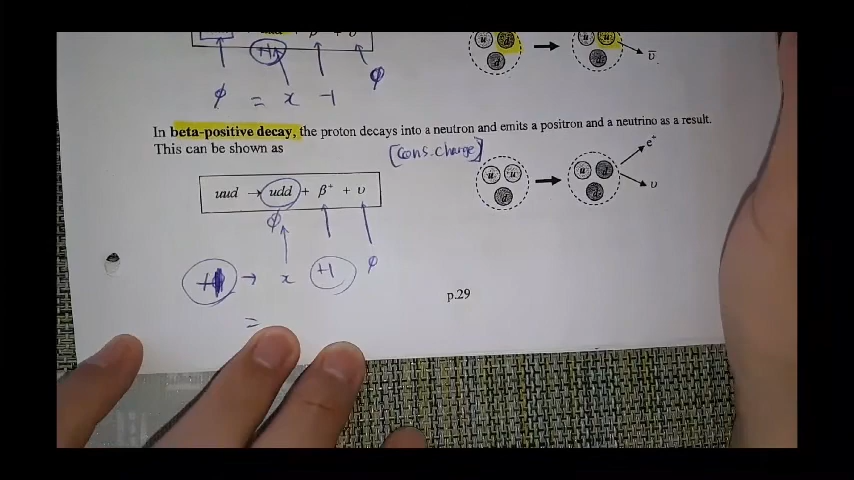 φ = x -1 φ
In beta-positive decay, the proton decays into a neutron and emits a positron and a neutrino as a result.
This can be shown as
[Cons. charge]
uud → udd + β⁺ + υ
φ
+1 → x +1 φ
=
u d d → u u d ῡ
u u d → u d d e⁺ υ
p.29